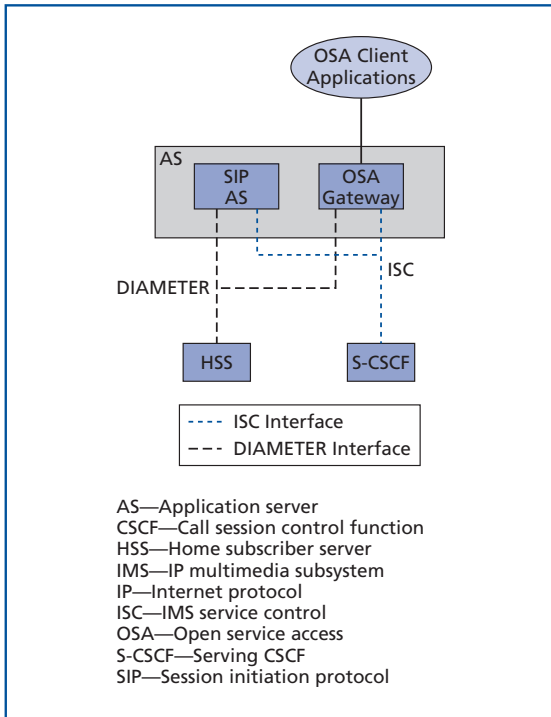 OSA Client
Applications
AS
SIP
AS
OSA
Gateway
ISC
DIAMETER
HSS
S-CSCF
ISC Interface
DIAMETER Interface
AS—Application server
CSCF—Call session control function
HSS—Home subscriber server
IMS—IP multimedia subsystem
IP—Internet protocol
ISC—IMS service control
OSA—Open service access
S-CSCF—Serving CSCF
SIP—Session initiation protocol